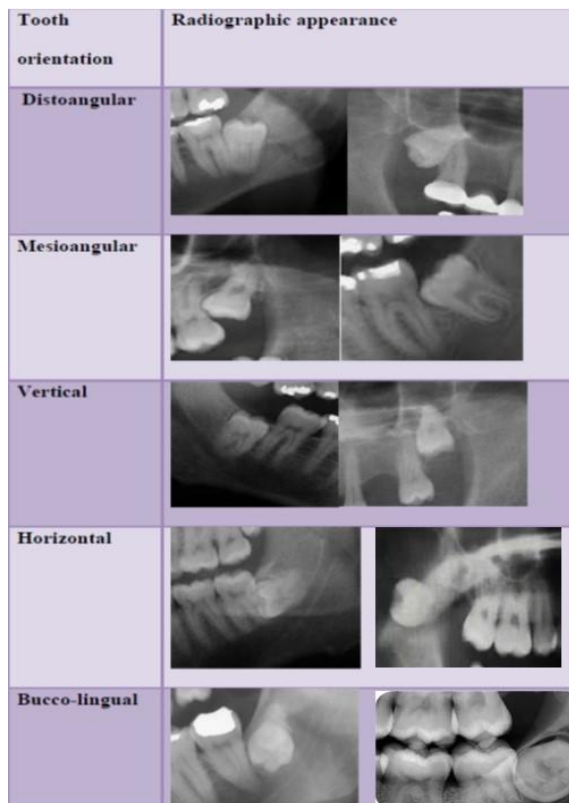 Tooth
orientation
Radiographic appearance
Distoangular
Mesioangular
Vertical
Horizontal
Bucco-lingual